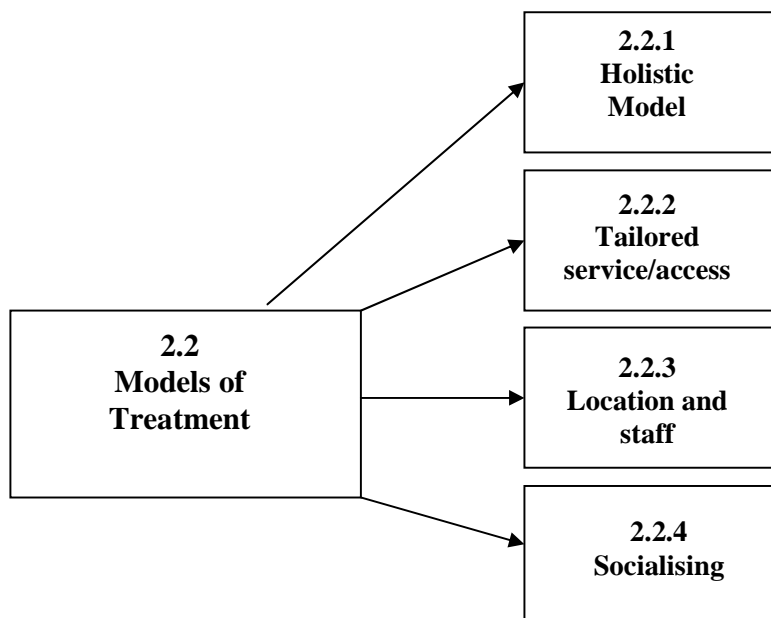 2.2.1
Holistic
Model
2.2.2
Tailored
service/access
2.2
Models of
Treatment
2.2.3
Location and
staff
2.2.4
Socialising